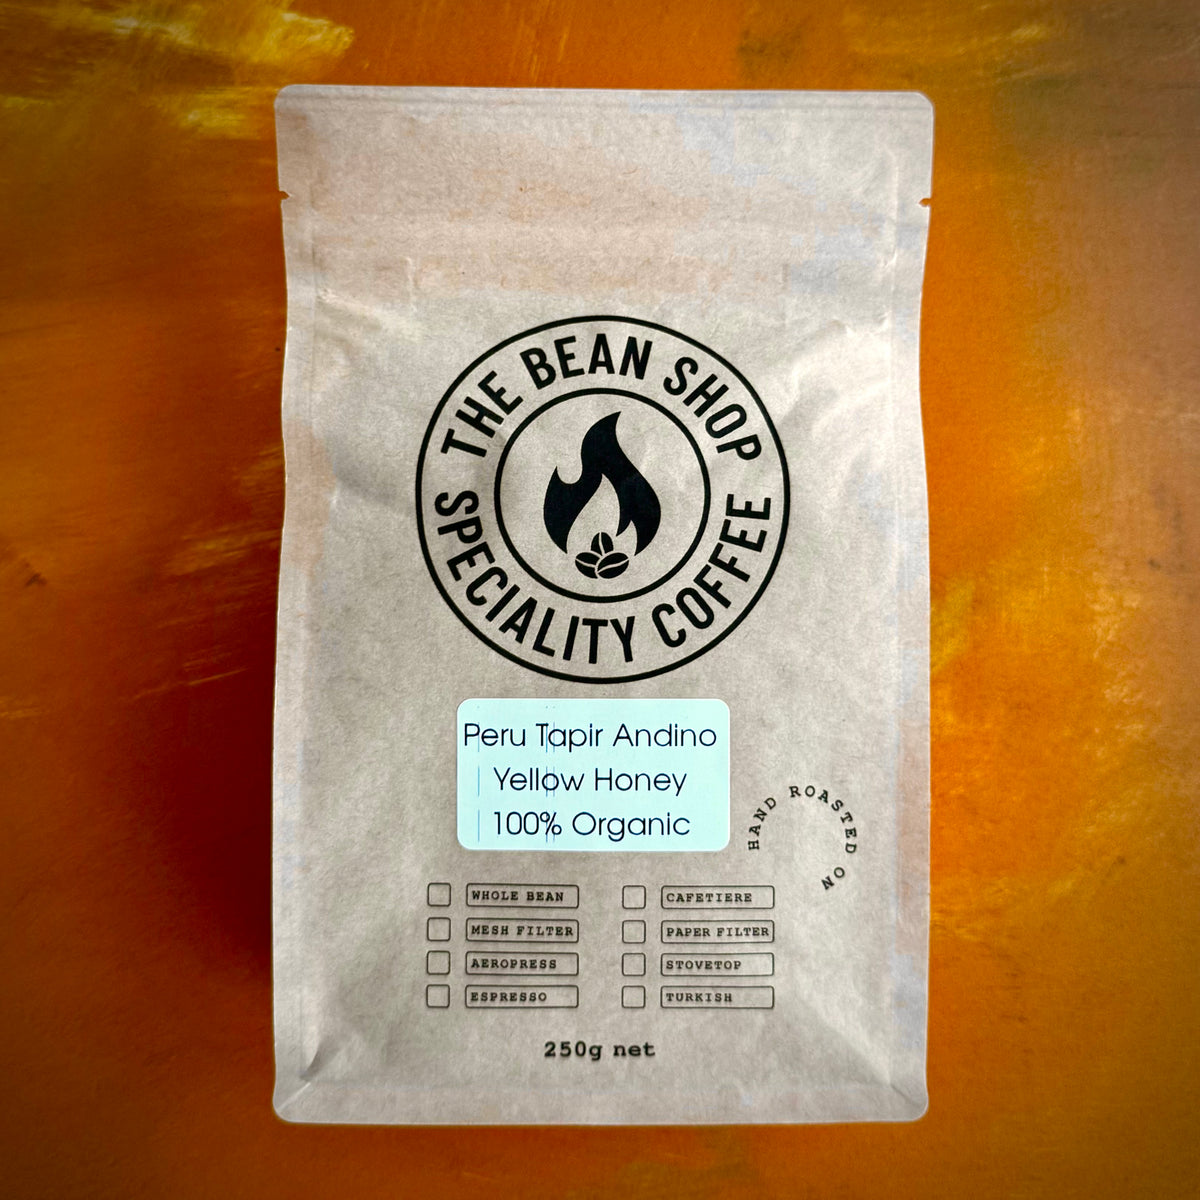 THE BEAN SHOP
SPECIALITY COFFEE
Peru Tapir Andino
Yellow Honey
100% Organic
HAND ROASTED ON
WHOLE BEAN
CAFETIERE
MESH FILTER
PAPER FILTER
AEROPRESS
STOVETOP
ESPRESSO
TURKISH
250g net